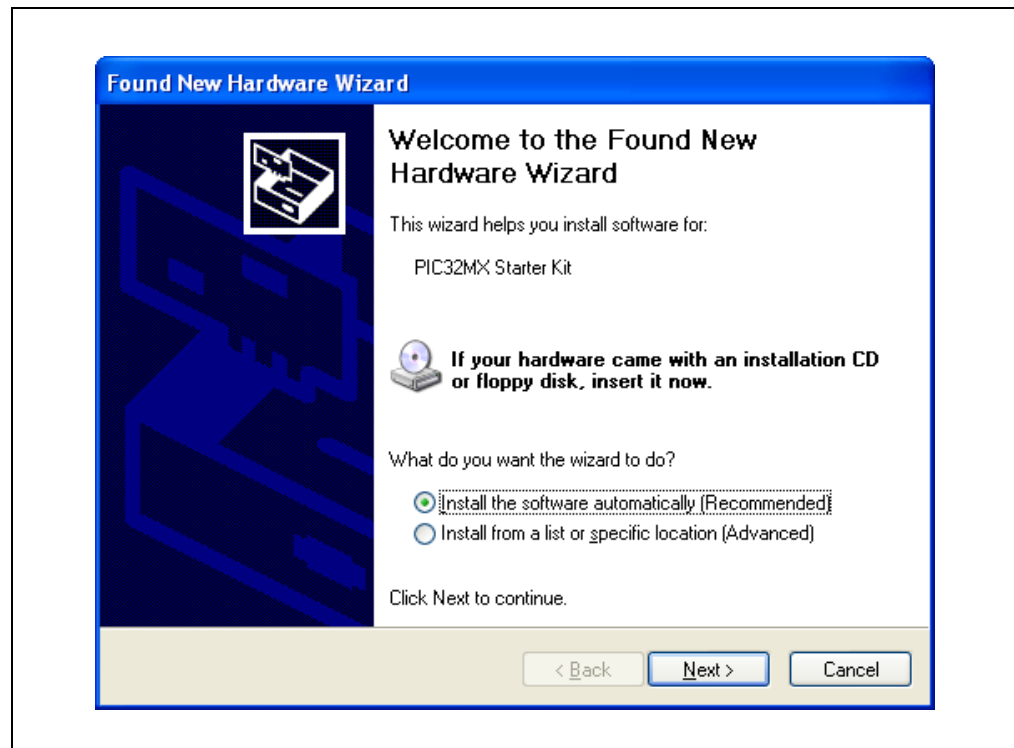 Found New Hardware Wizard
Welcome to the Found New
Hardware Wizard
This wizard helps you install software for:
PIC32MX Starter Kit
If your hardware came with an installation CD
or floppy disk, insert it now.
What do you want the wizard to do?
Install the software automatically (Recommended)
Install from a list or specific location (Advanced)
Click Next to continue.
< Back Next > Cancel